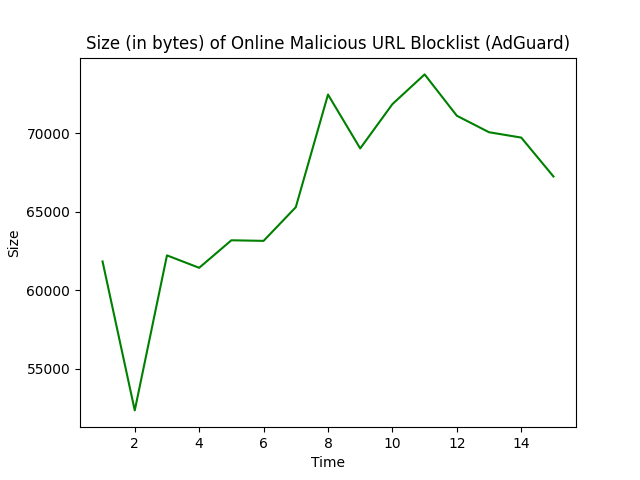 Size (in bytes) of Online Malicious URL Blocklist (AdGuard)
70000
65000
60000
55000
Size
2 4 6 8 10 12 14
Time